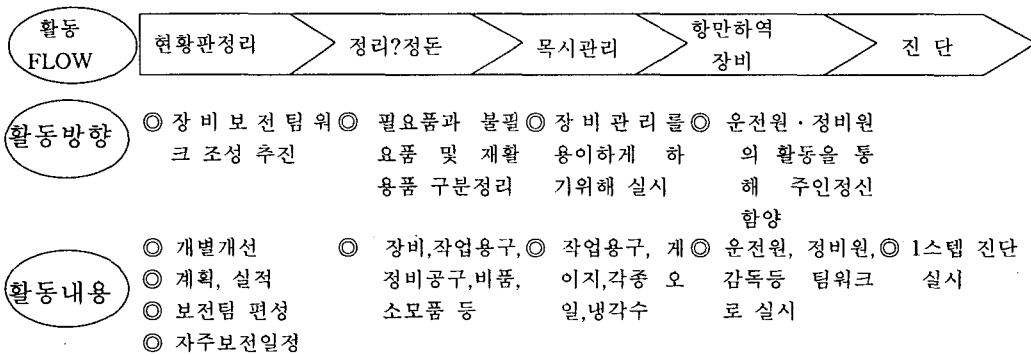 활동
FLOW
현황판정리
정리?정돈
목시관리
항만하역
장비
진 단
활동방향
◎ 장비보전팀워
크 조성 추진
◎ 필요품과 불필
요품 및 재활
용품 구분정리
◎ 장비관리를
용이하게 하
기위해 실시
◎ 운전원·정비원
의 활동을 통
해 주인정신
함양
활동내용
◎ 개별개선
◎ 계획, 실적
◎ 보전팀 편성
◎ 자주보전일정
◎ 장비,작업용구,
정비공구,비품,
소모품 등
◎ 작업용구, 게
이지,각종 오
일,냉각수
◎ 운전원, 정비원,
감독등 팀워크
로 실시
◎ 1스텝 진단
실시